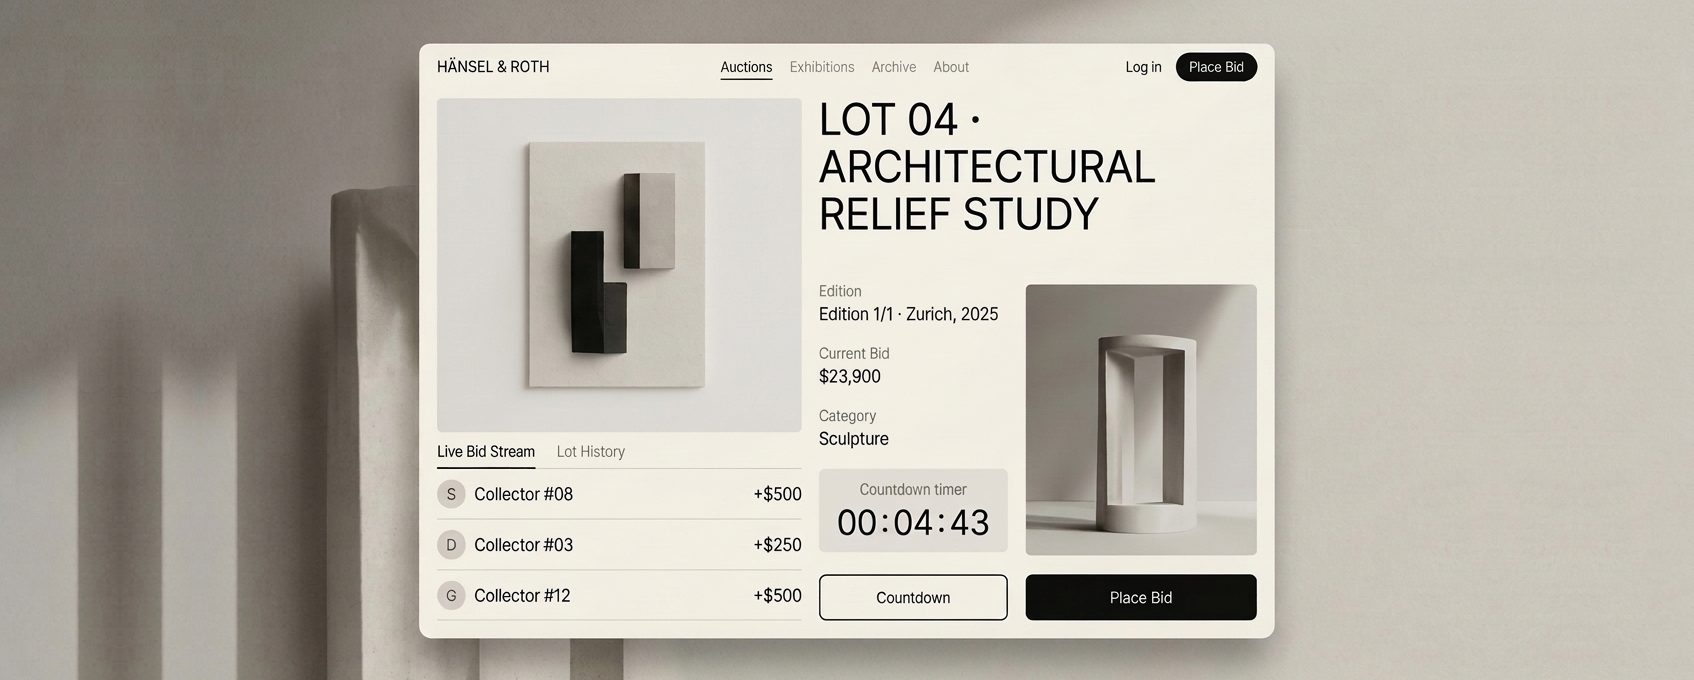 HÄNSEL & ROTH
Auctions Exhibitions Archive About
Log in Place Bid
LOT 04 ·
ARCHITECTURAL
RELIEF STUDY
Edition
Edition 1/1 · Zurich, 2025
Current Bid
$23,900
Category
Sculpture
Countdown timer
00:04:43
Countdown
Place Bid
Live Bid Stream Lot History
S Collector #08 +$500
D Collector #03 +$250
G Collector #12 +$500